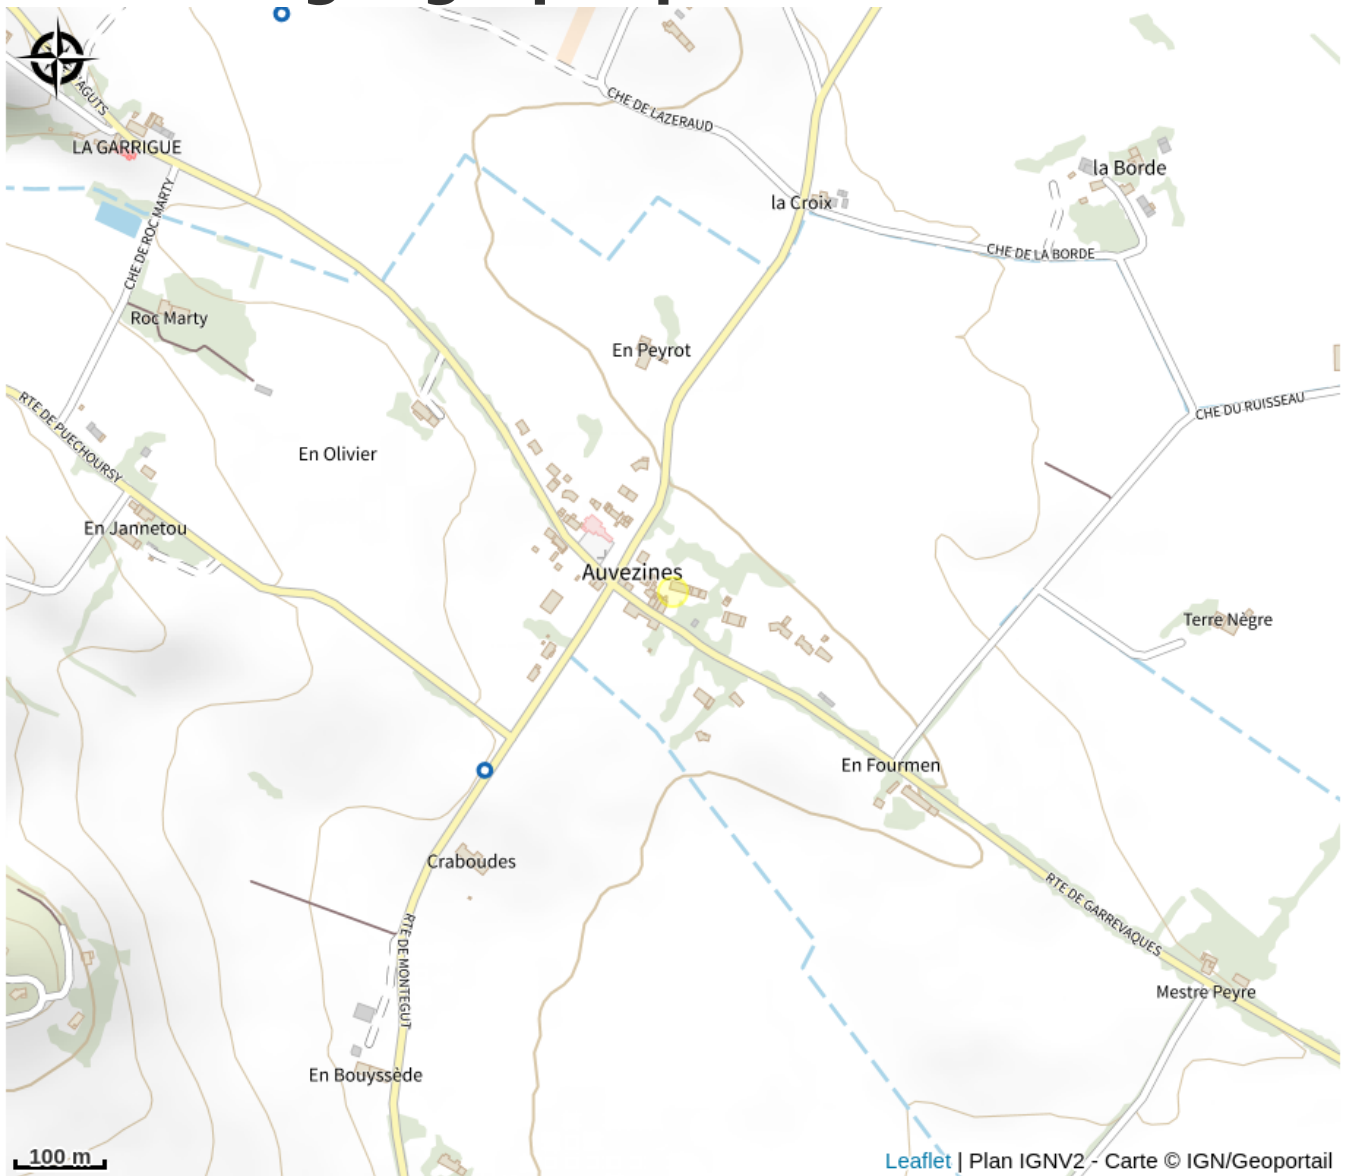 CHE DE LAZERAUD
D'AGUTS
LA GARRIGUE
la Borde
la Croix
CHE DE ROC MARTY
CHE DE LA BORDE
Roc Marty
En Peyrot
RTE DE PUECHOURSY
CHE DU RUISSEAU
En Olivier
En Jannetou
Auvezines
Terre Nègre
En Fourmen
Craboudes
RTE DE GARREVAQUES
RTE DE MONTEGUT
Mestre Peyre
En Bouyssède
100 m
Leaflet | Plan IGNV2 - Carte © IGN/Geoportail